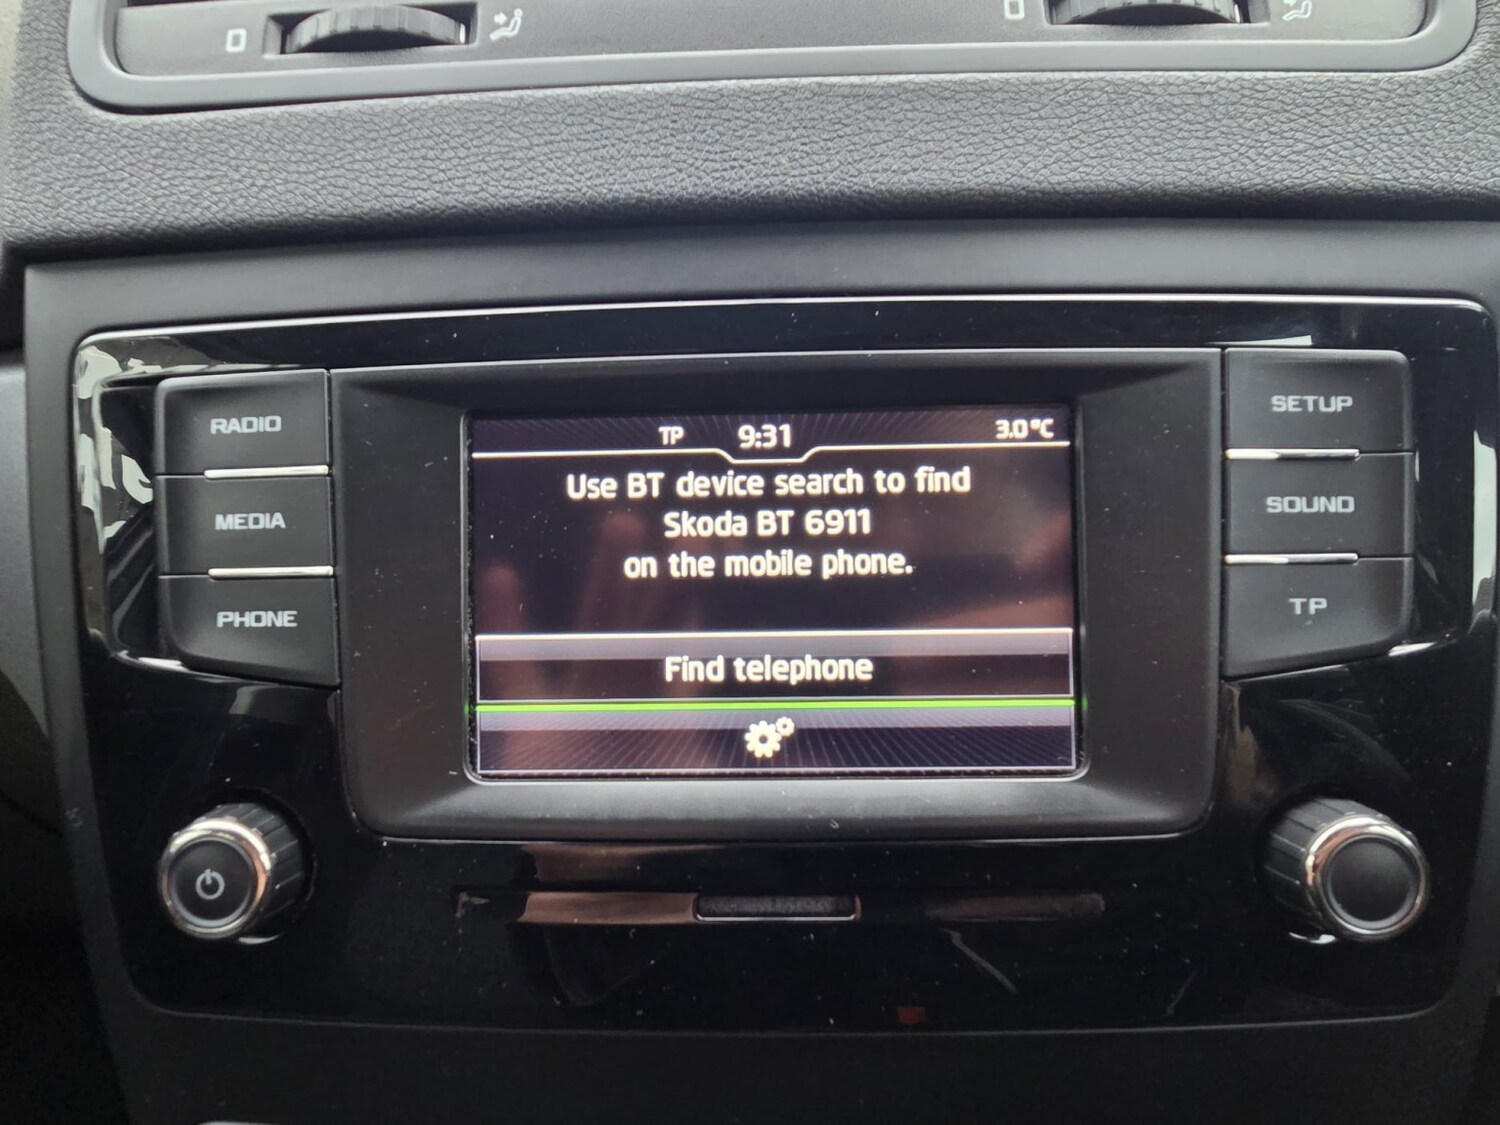 RADIO
MEDIA
PHONE
TP 9:31 3.0 °C
Use BT device search to find
Skoda BT 6911
on the mobile phone.
Find telephone
SETUP
SOUND
TP